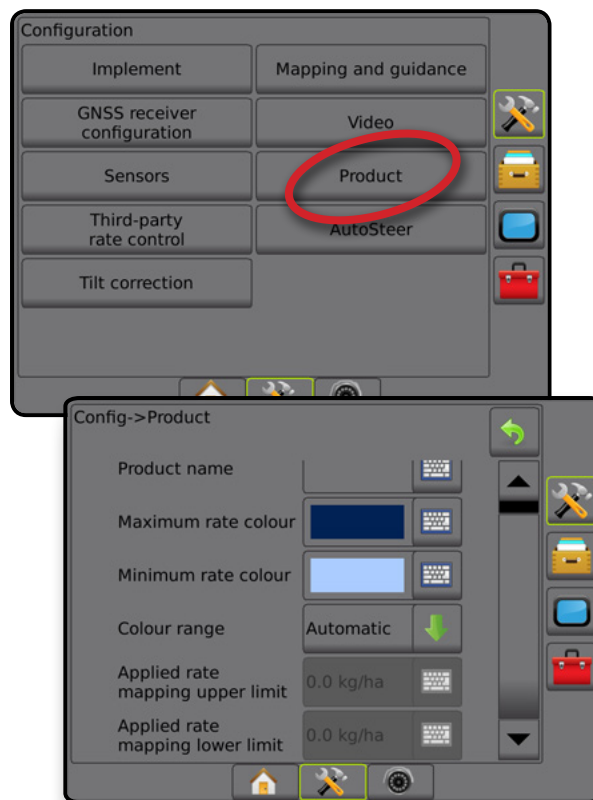 Configuration
Implement
Mapping and guidance
GNSS receiver
configuration
Video
Sensors
Product
Third-party
rate control
AutoSteer
Tilt correction
Config->Product
Product name
Maximum rate colour
Minimum rate colour
Colour range
Automatic
Applied rate
mapping upper limit
0.0 kg/ha
Applied rate
mapping lower limit
0.0 kg/ha